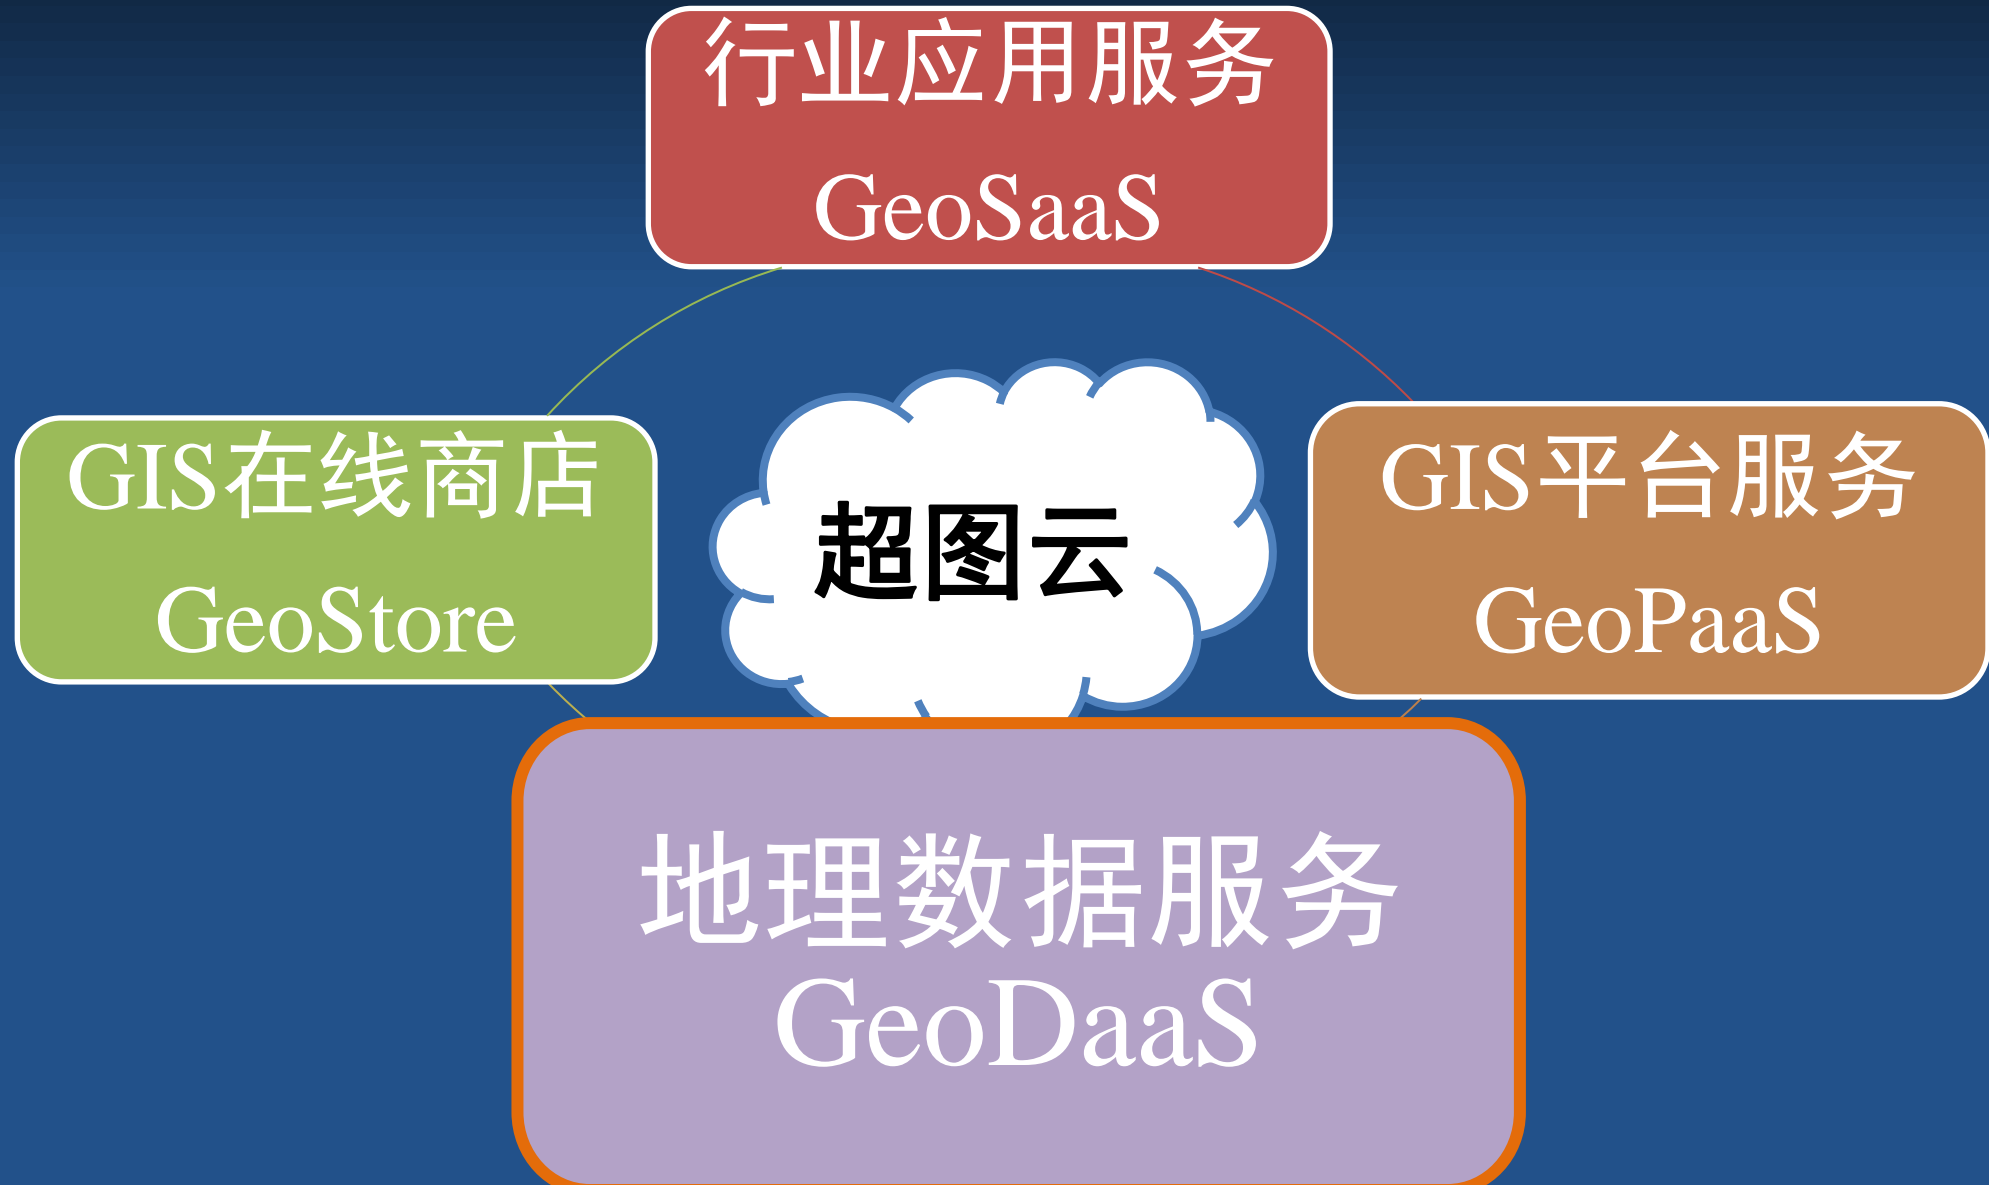 行业应用服务
GeoSaaS
GIS在线商店
GeoStore
超图云
GIS平台服务
GeoPaaS
地理数据服务
GeoDaaS